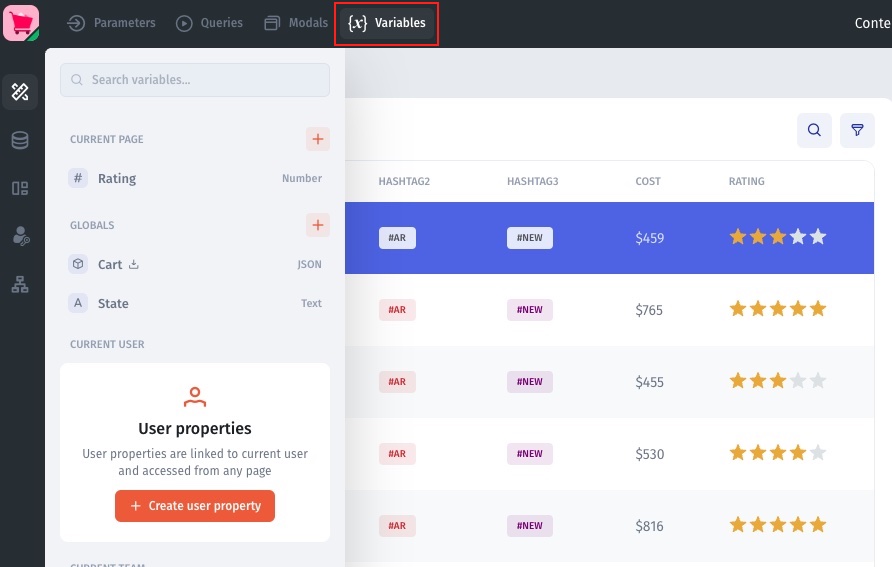 Parameters Queries Modals {x} Variables Conte
Search variables...
CURRENT PAGE
# Rating Number
GLOBALS
Cart JSON
A State Text
CURRENT USER
User properties
User properties are linked to current user
and accessed from any page
+ Create user property
CURRENT TEAM
HASHTAG2 HASHTAG3 COST RATING
#AR #NEW $459
#AR #NEW $765
#AR #NEW $455
#AR #NEW $530
#AR #NEW $816